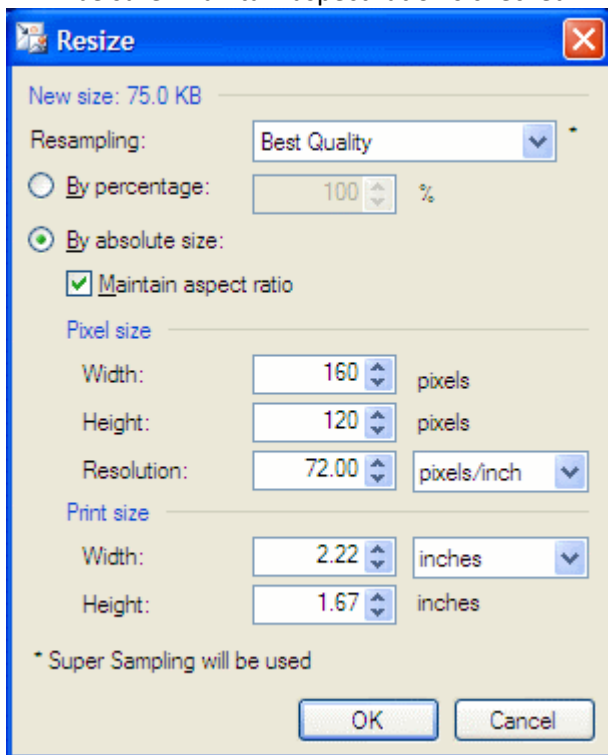 Resize
New size: 75.0 KB
Resampling: Best Quality *
By percentage: 100 %
By absolute size:
Maintain aspect ratio
Pixel size
Width: 160 pixels
Height: 120 pixels
Resolution: 72.00 pixels/inch
Print size
Width: 2.22 inches
Height: 1.67 inches
* Super Sampling will be used
OK Cancel